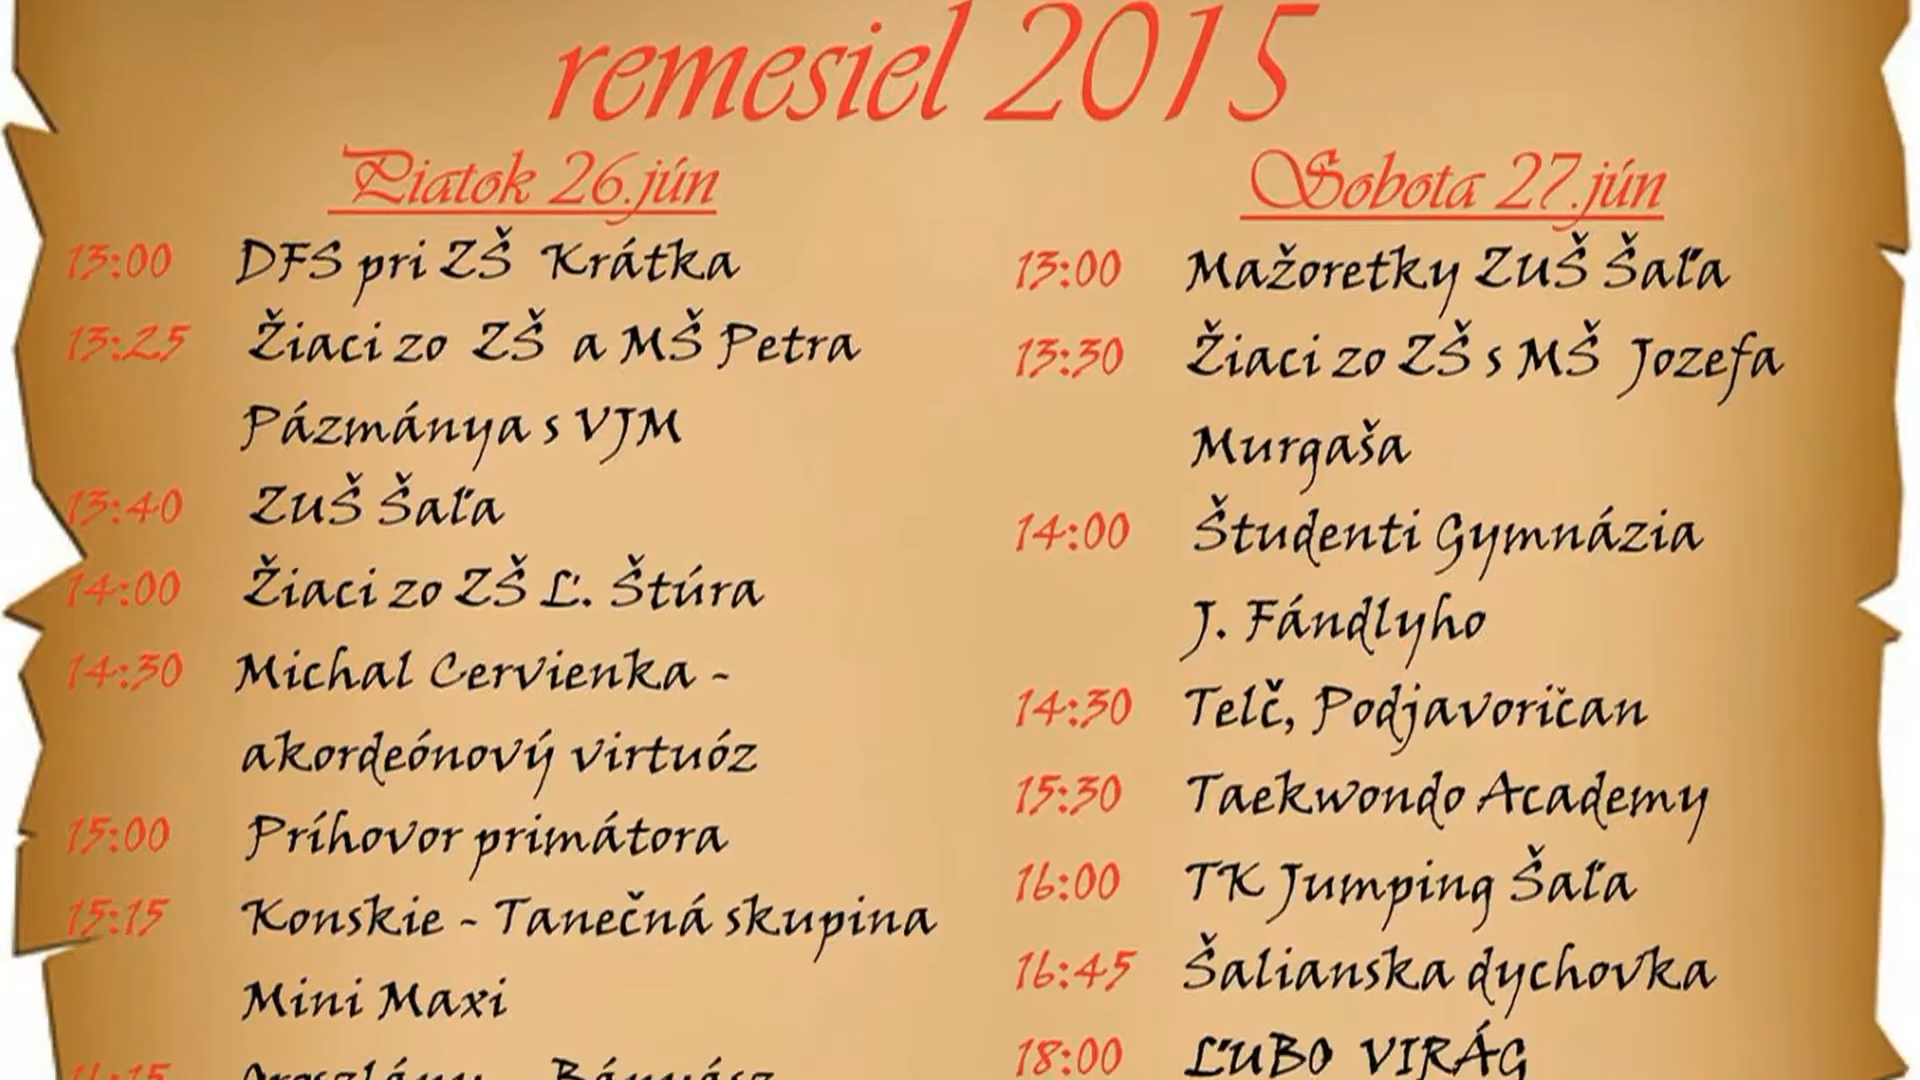 remesiel 2015
Piatok 26.jún
13:00 DFS pri ZŠ Krátka
13:25 Žiaci zo ZŠ a MŠ Petra
Pázmánya s VJM
13:40 ZUŠ Šaľa
14:00 Žiaci zo ZŠ Ľ. Štúra
14:30 Michal Cervienka -
akordeónový virtuóz
15:00 Príhovor primátora
15:15 Konskie - Tanečná skupina
Mini Maxi
Sobota 27.jún
13:00 Mažoretky ZUŠ Šaľa
13:30 Žiaci zo ZŠ s MŠ Jozefa
Murgaša
14:00 Študenti Gymnázia
J. Fándlyho
14:30 Telč, Podjavoričan
15:30 Taekwondo Academy
16:00 TK Jumping Šaľa
16:45 Šalianska dychovka
18:00 ĽUBO VIRÁG